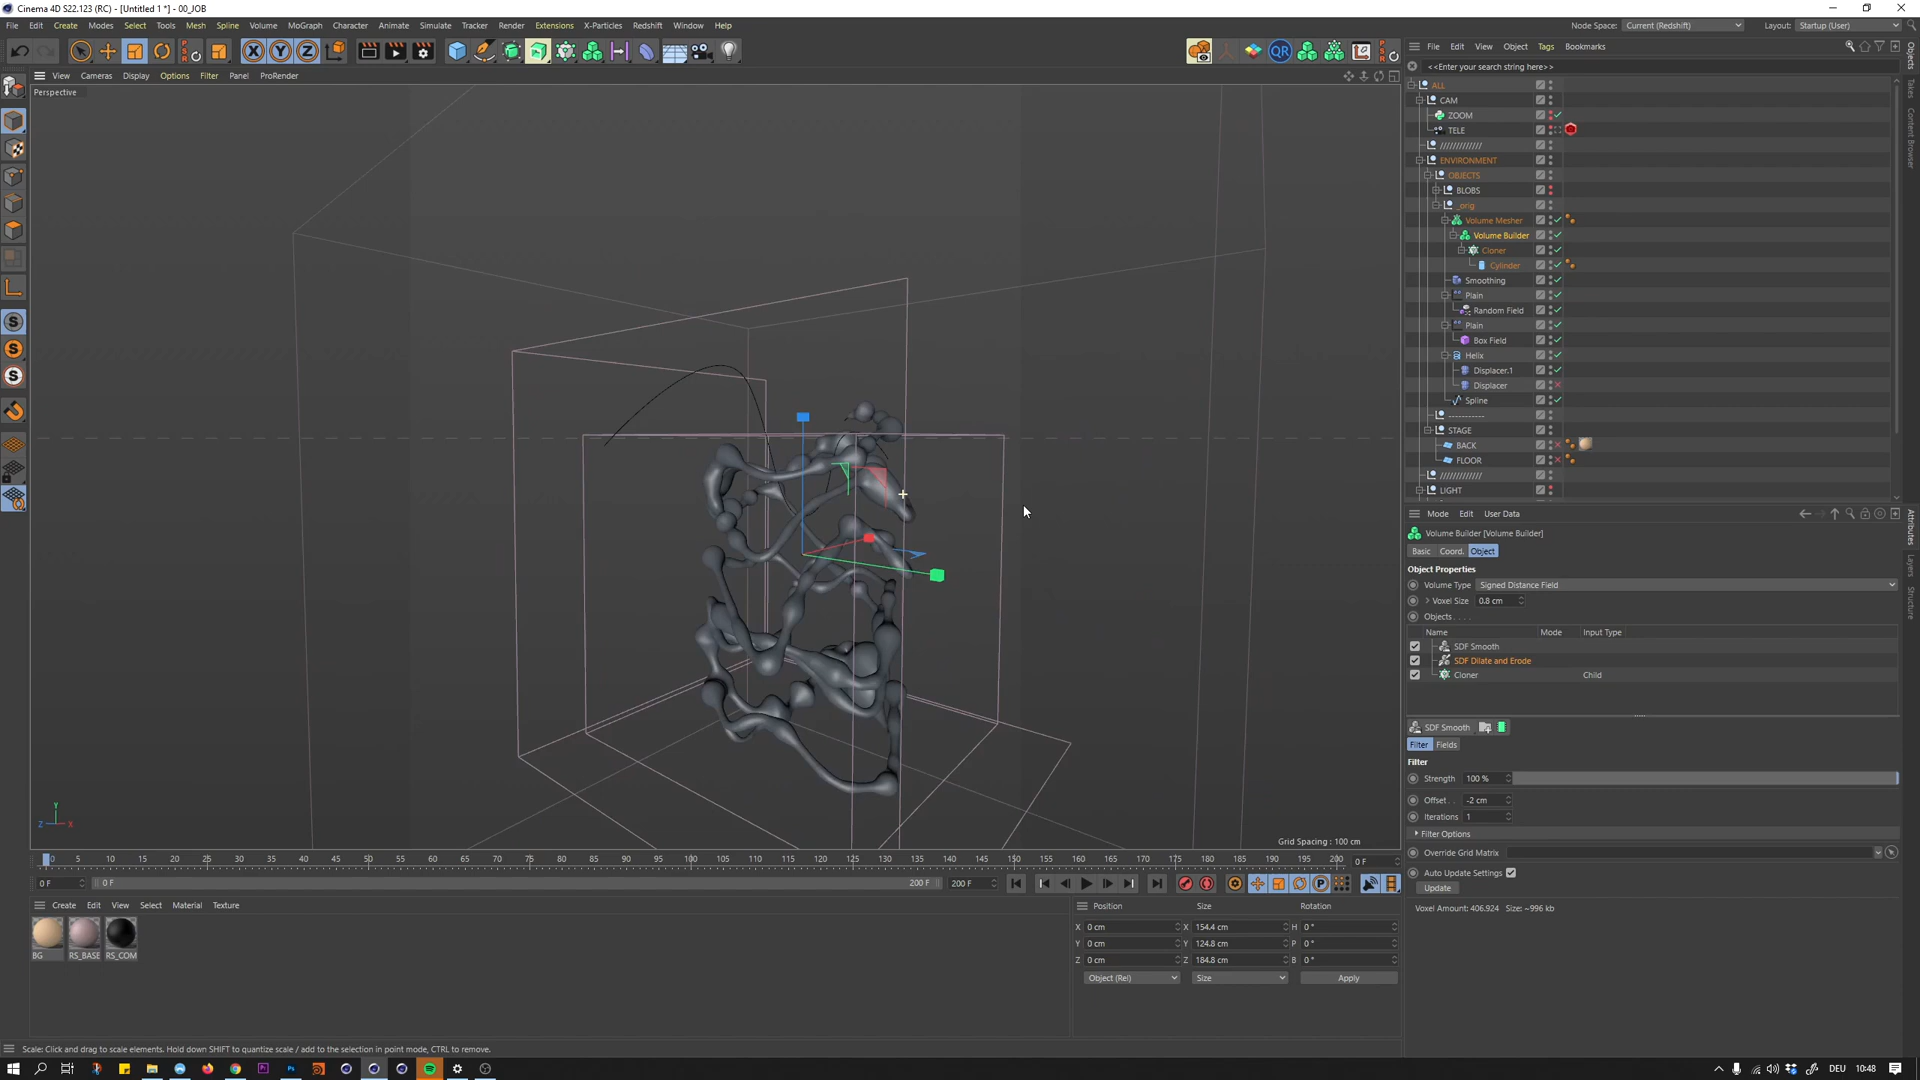 Cinema 4D S22.123 (RC) - [Untitled 1 *] - 00_JOB
File Edit Create Modes Select Tools Mesh Spline Volume MoGraph Character Animate Simulate Tracker Render Extensions X-Particles Redshift Window Help
Node Space: Current (Redshift) Layout: Startup (User)
File Edit View Object Tags Bookmarks
<<Enter your search string here>>
View Cameras Display Options Filter Panel ProRender
Perspective
ALL
CAM
ZOOM
TELE
/////////////
ENVIRONMENT
OBJECTS
BLOBS
_orig
Volume Mesher
Volume Builder
Cloner
Cylinder
Smoothing
Plain
Random Field
Plain
Box Field
Helix
Displacer.1
Displacer
Spline
-----------
STAGE
BACK
FLOOR
/////////////
LIGHT
Objects
Takes
Content Browser
Mode Edit User Data
Volume Builder [Volume Builder]
Basic Coord. Object
Object Properties
Volume Type Signed Distance Field
Voxel Size 0.8 cm
Objects . . . .
Name Mode Input Type
SDF Smooth
SDF Dilate and Erode
Cloner Child
SDF Smooth
Filter Fields
Filter
Strength 100 %
Offset . . -2 cm
Iterations 1
Filter Options
Override Grid Matrix
Auto Update Settings
Update
Voxel Amount: 406.924 Size: ~996 kb
Attributes
Layers
Structure
Y
Z X
Grid Spacing : 100 cm
0 5 10 15 20 25 30 35 40 45 50 55 60 65 70 75 80 85 90 95 100 105 110 115 120 125 130 135 140 145 150 155 160 165 170 175 180 185 190 195 200 0 F
0 F 0 F 200 F 200 F
Create Edit View Select Material Texture
BG RS_BASE RS_COM
Position Size Rotation
X 0 cm X 154.4 cm H 0 °
Y 0 cm Y 124.8 cm P 0 °
Z 0 cm Z 184.8 cm B 0 °
Object (Rel) Size Apply
Scale: Click and drag to scale elements. Hold down SHIFT to quantize scale / add to the selection in point mode, CTRL to remove.
DEU 10:48